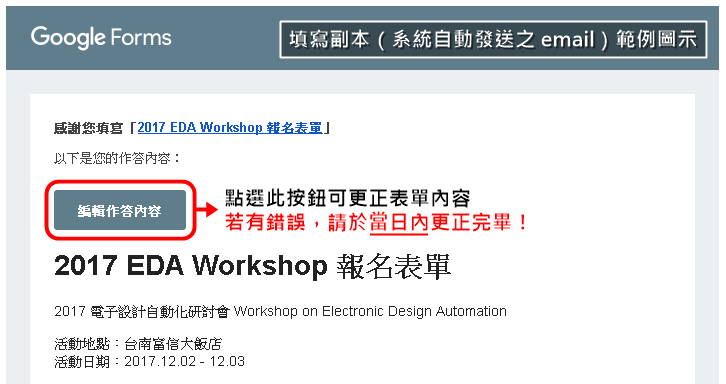 Google Forms
填寫副本（系統自動發送之 email）範例圖示
感謝您填寫「2017 EDA Workshop 報名表單」
以下是您的作答內容：
編輯作答內容
點選此按鈕可更正表單內容
若有錯誤，請於當日內更正完畢！
2017 EDA Workshop 報名表單
2017 電子設計自動化研討會 Workshop on Electronic Design Automation
活動地點：台南富信大飯店
活動日期：2017.12.02 - 12.03